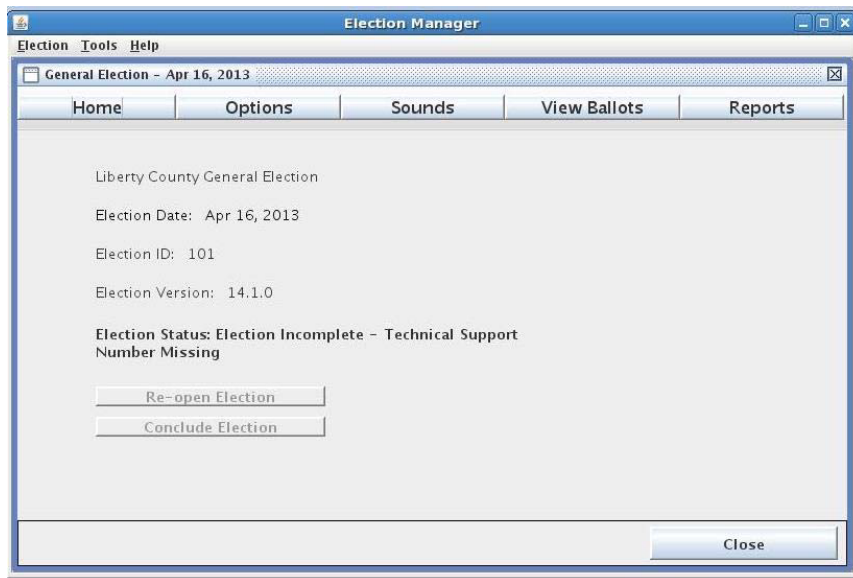 Election Manager
Election Tools Help
General Election - Apr 16, 2013
Home Options Sounds View Ballots Reports
Liberty County General Election
Election Date: Apr 16, 2013
Election ID: 101
Election Version: 14.1.0
Election Status: Election Incomplete - Technical Support
Number Missing
Re-open Election
Conclude Election
Close